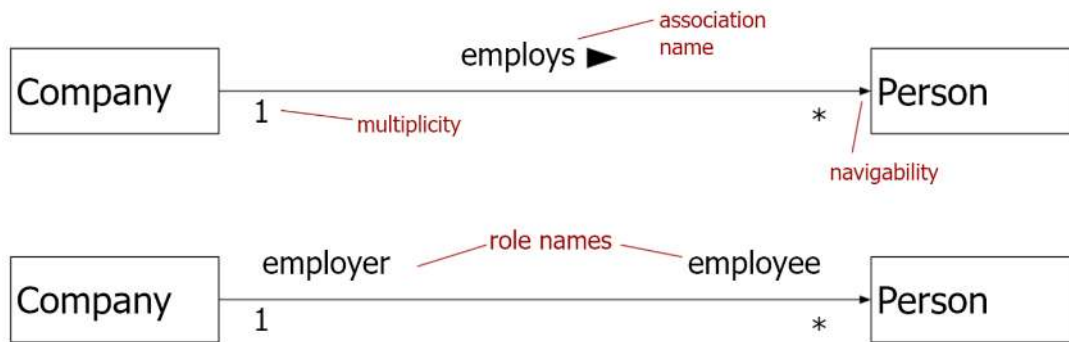 association
name
employs ►
Company
Person
1
multiplicity
*
navigability
role names
employer
employee
Company
Person
1
*